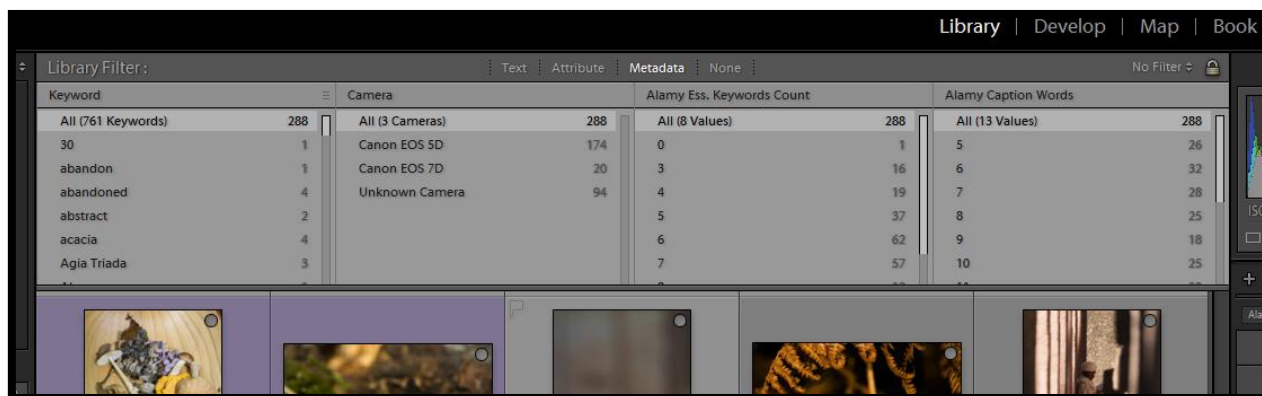 Library | Develop | Map | Book
Library Filter : Text Attribute Metadata None No Filter
Keyword Camera Alamy Ess. Keywords Count Alamy Caption Words
All (761 Keywords) 288 All (3 Cameras) 288 All (8 Values) 288 All (13 Values) 288
30 1 Canon EOS 5D 174 0 1 5 26
abandon 1 Canon EOS 7D 20 3 16 6 32
abandoned 4 Unknown Camera 94 4 19 7 28
abstract 2 5 37 8 25
acacia 4 6 62 9 18
Agia Triada 3 7 57 10 25
ISO
Ala